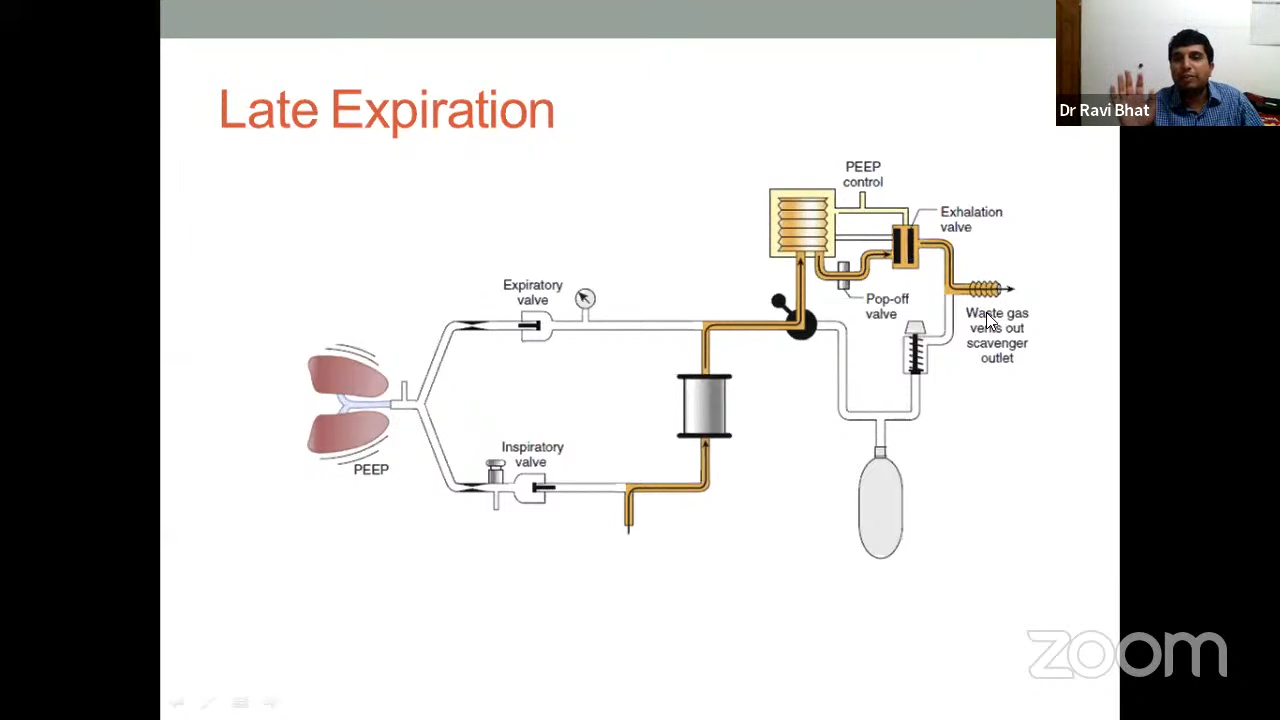 Late Expiration
Dr Ravi Bhat
PEEP
control
Exhalation
valve
Expiratory
valve
Pop-off
valve
Waste gas
vents out
scavenger
outlet
Inspiratory
valve
PEEP
zoom